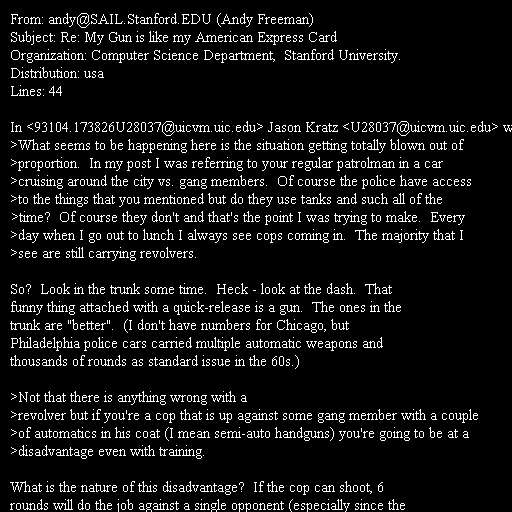 From: andy@SAIL.Stanford.EDU (Andy Freeman)
Subject: Re: My Gun is like my American Express Card
Organization: Computer Science Department,  Stanford University.
Distribution: usa
Lines: 44

In <93104.173826U28037@uicvm.uic.edu> Jason Kratz <U28037@uicvm.uic.edu> w
>What seems to be happening here is the situation getting totally blown out of
>proportion.  In my post I was referring to your regular patrolman in a car
>cruising around the city vs. gang members.  Of course the police have access
>to the things that you mentioned but do they use tanks and such all of the
>time?  Of course they don't and that's the point I was trying to make.  Every
>day when I go out to lunch I always see cops coming in.  The majority that I
>see are still carrying revolvers.

So?  Look in the trunk some time.  Heck - look at the dash.  That
funny thing attached with a quick-release is a gun.  The ones in the
trunk are "better".  (I don't have numbers for Chicago, but
Philadelphia police cars carried multiple automatic weapons and
thousands of rounds as standard issue in the 60s.)

>Not that there is anything wrong with a
>revolver but if you're a cop that is up against some gang member with a couple
>of automatics in his coat (I mean semi-auto handguns) you're going to be at a
>disadvantage even with training.

What is the nature of this disadvantage?  If the cop can shoot, 6
rounds will do the job against a single opponent (especially since the